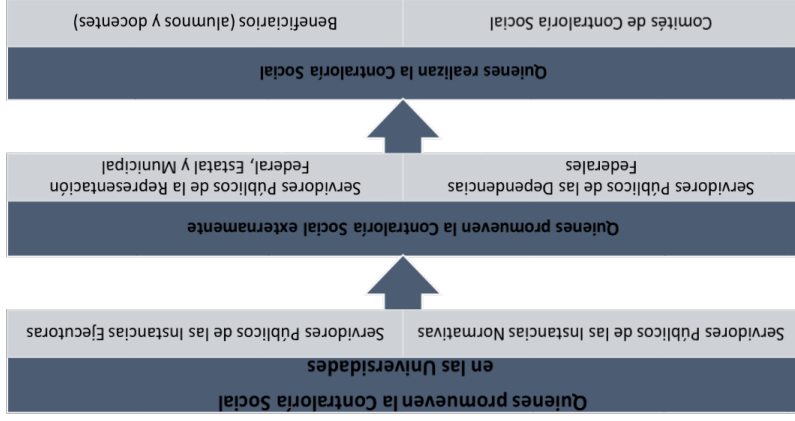 Quienes promueven la Contraloría Social
en las Universidades
Servidores Públicos de las Instancias Normativas
Servidores Públicos de las Instancias Ejecutoras
Quienes promueven la Contraloría Social externamente
Servidores Públicos de las Dependencias
Federales
Servidores Públicos de la Representación
Federal, Estatal y Municipal
Quienes realizan la Contraloría Social
Comités de Contraloría Social
Beneficiarios (alumnos y docentes)